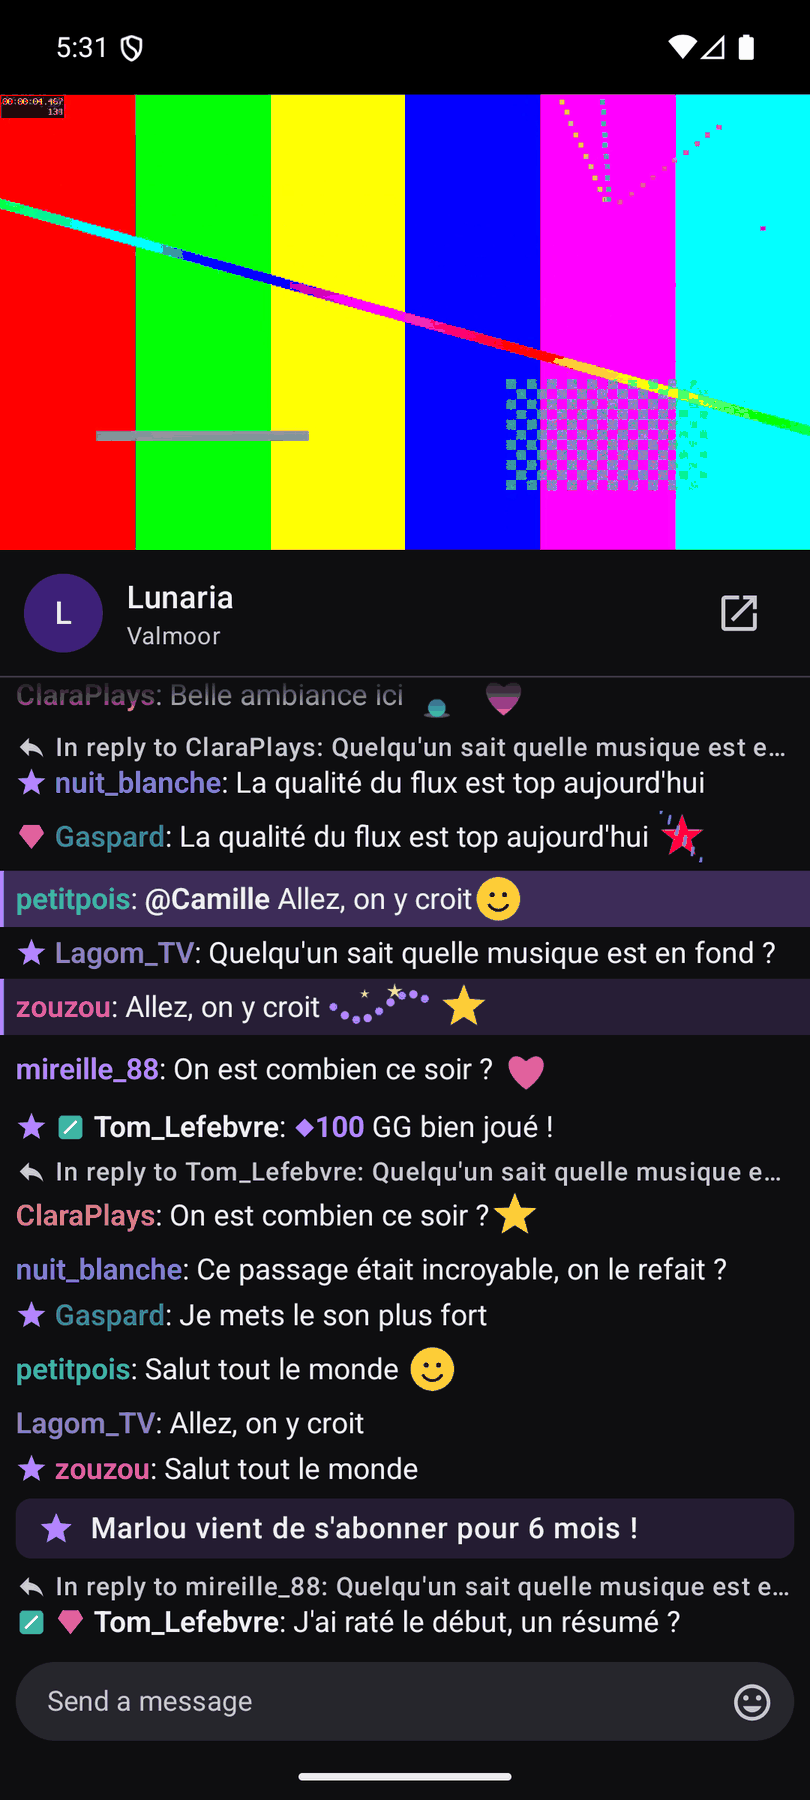 5:31
00:00:04.467
139
L
Lunaria
Valmoor
ClaraPlays: Belle ambiance ici
In reply to ClaraPlays: Quelqu'un sait quelle musique est e…
nuit_blanche: La qualité du flux est top aujourd'hui
Gaspard: La qualité du flux est top aujourd'hui
petitpois: @Camille Allez, on y croit
Lagom_TV: Quelqu'un sait quelle musique est en fond ?
zouzou: Allez, on y croit
mireille_88: On est combien ce soir ?
Tom_Lefebvre: 100 GG bien joué !
In reply to Tom_Lefebvre: Quelqu'un sait quelle musique e…
ClaraPlays: On est combien ce soir ?
nuit_blanche: Ce passage était incroyable, on le refait ?
Gaspard: Je mets le son plus fort
petitpois: Salut tout le monde
Lagom_TV: Allez, on y croit
zouzou: Salut tout le monde
Marlou vient de s'abonner pour 6 mois !
In reply to mireille_88: Quelqu'un sait quelle musique est e…
Tom_Lefebvre: J'ai raté le début, un résumé ?
Send a message